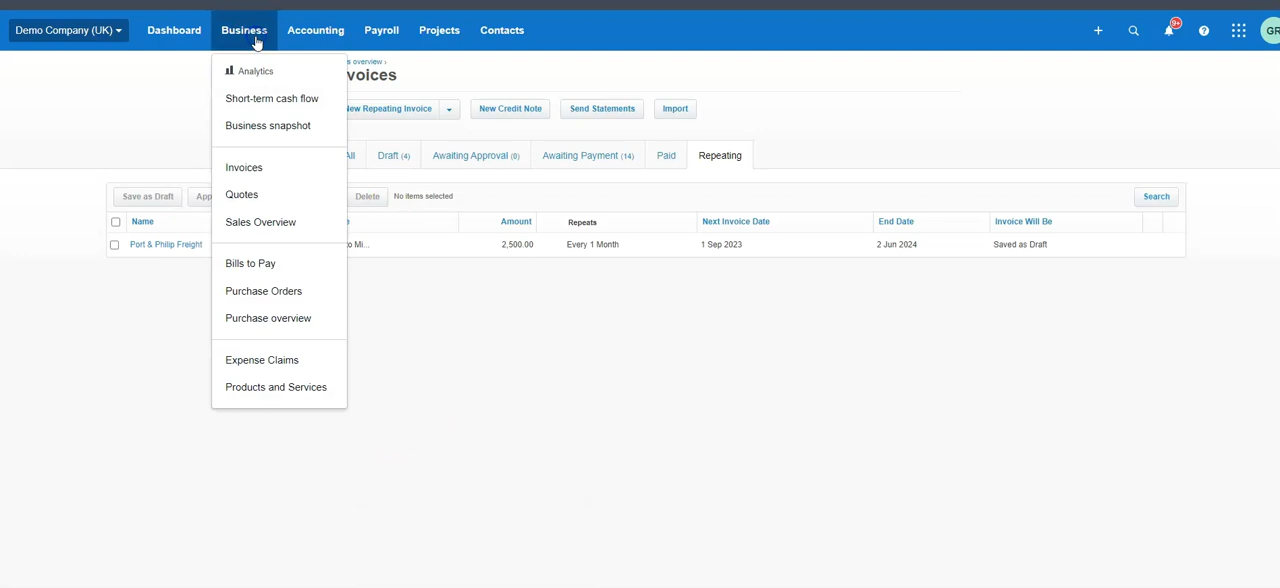 Demo Company (UK) Dashboard Business Accounting Payroll Projects Contacts 9+ ? GR
s overview ›
voices
New Repeating Invoice New Credit Note Send Statements Import
All Draft (4) Awaiting Approval (0) Awaiting Payment (14) Paid Repeating
Analytics
Short-term cash flow
Business snapshot
Invoices
Quotes
Sales Overview
Bills to Pay
Purchase Orders
Purchase overview
Expense Claims
Products and Services
Save as Draft App Delete No items selected Search
Name Amount Repeats Next Invoice Date End Date Invoice Will Be
Port & Philip Freight to Mi... 2,500.00 Every 1 Month 1 Sep 2023 2 Jun 2024 Saved as Draft